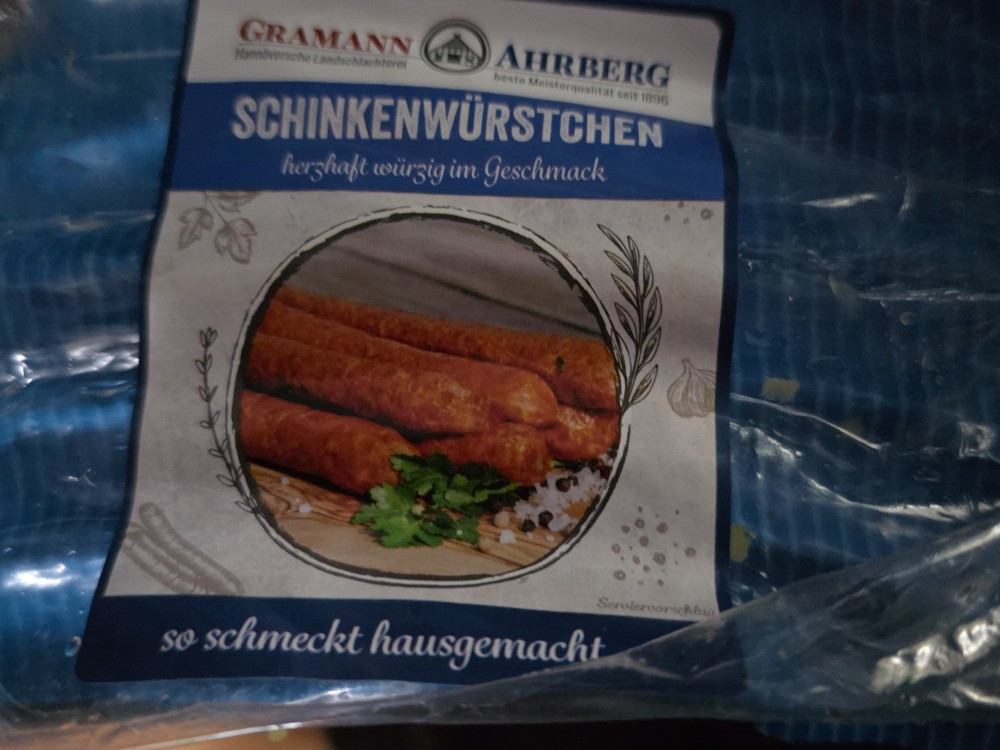 GRAMANN
Hannoversche Landschlachterei
AHRBERG
beste Meisterqualität seit 1896
SCHINKENWÜRSTCHEN
herzhaft würzig im Geschmack
Serviervorschlag
so schmeckt hausgemacht